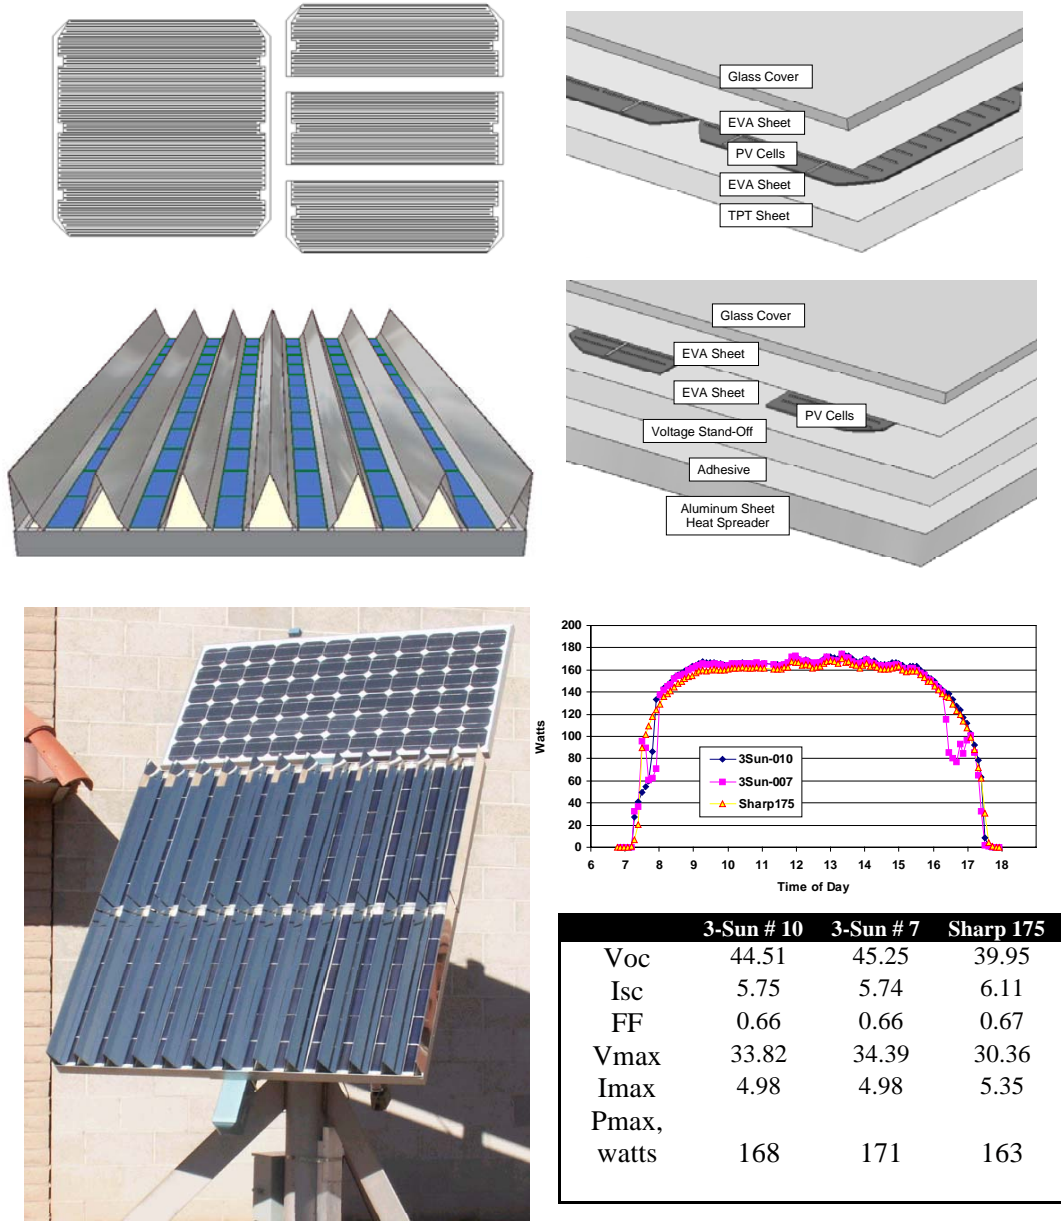 Glass Cover
EVA Sheet
PV Cells
EVA Sheet
TPT Sheet
Glass Cover
EVA Sheet
EVA Sheet
PV Cells
Voltage Stand-Off
Adhesive
Aluminum Sheet
Heat Spreader
200
180
160
140
120
100
80
60
40
20
0
Watts
3Sun-010
3Sun-007
Sharp175
6 7 8 9 10 11 12 13 14 15 16 17 18
Time of Day
3-Sun # 10 3-Sun # 7 Sharp 175
Voc 44.51 45.25 39.95
Isc 5.75 5.74 6.11
FF 0.66 0.66 0.67
Vmax 33.82 34.39 30.36
Imax 4.98 4.98 5.35
Pmax,
watts 168 171 163